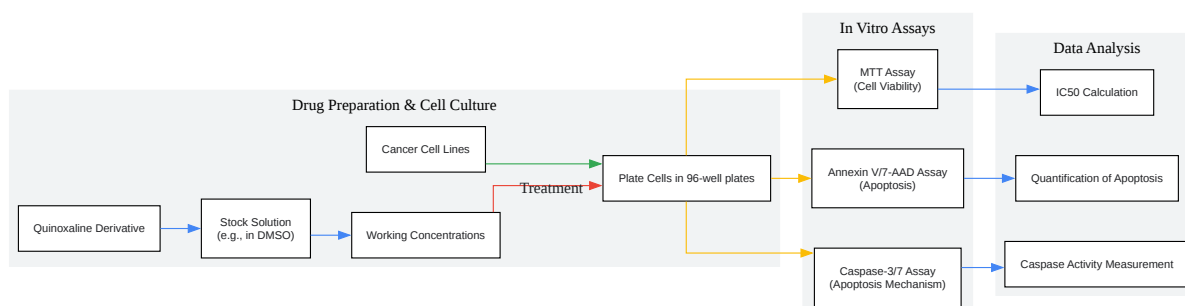 In Vitro Assays
Data Analysis
Drug Preparation & Cell Culture
MTT Assay
(Cell Viability)
IC50 Calculation
Cancer Cell Lines
Plate Cells in 96-well plates
Annexin V/7-AAD Assay
(Apoptosis)
Quantification of Apoptosis
Treatment
Quinoxaline Derivative
Stock Solution
(e.g., in DMSO)
Working Concentrations
Caspase-3/7 Assay
(Apoptosis Mechanism)
Caspase Activity Measurement